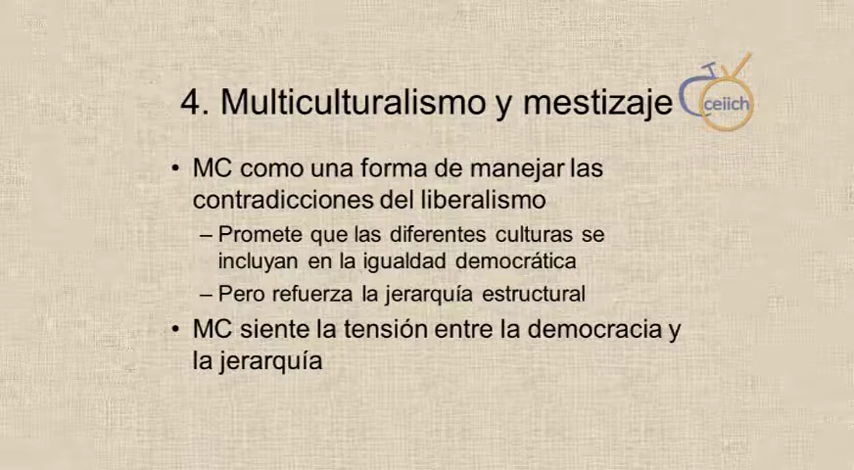 4. Multiculturalismo y mestizaje
ceiich
• MC como una forma de manejar las
contradicciones del liberalismo
– Promete que las diferentes culturas se
incluyan en la igualdad democrática
– Pero refuerza la jerarquía estructural
• MC siente la tensión entre la democracia y
la jerarquía